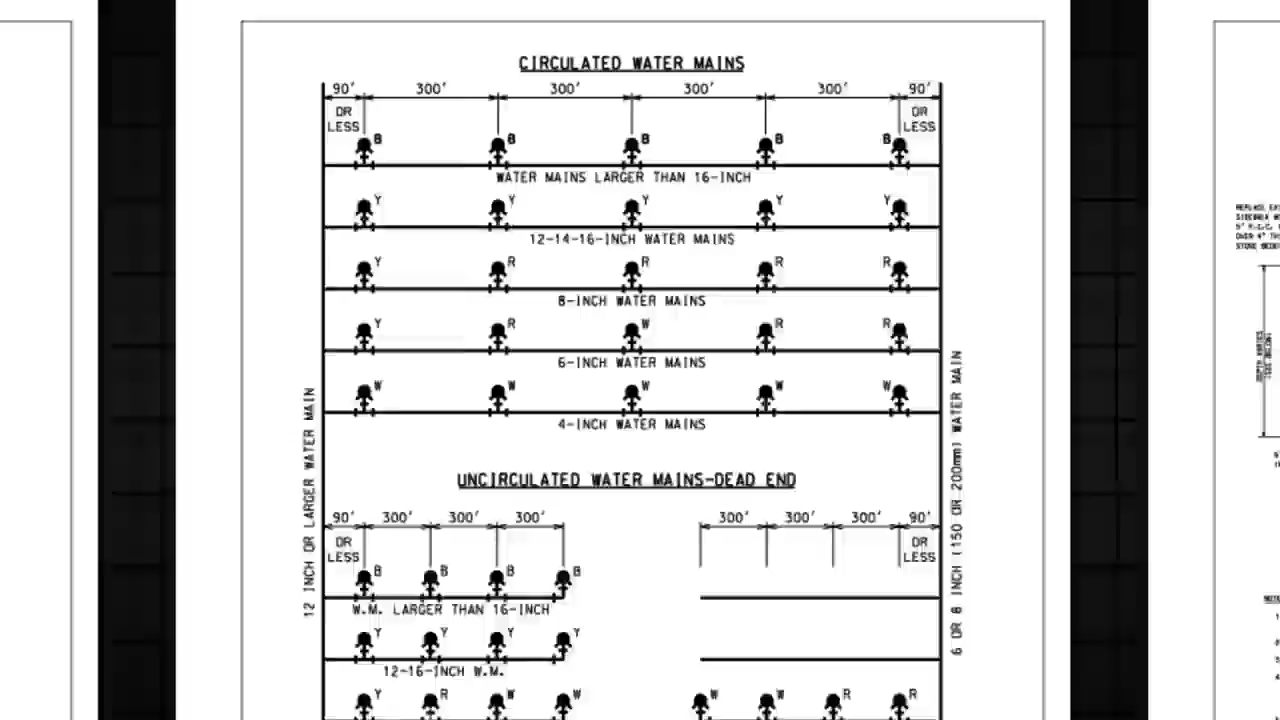 CIRCULATED WATER MAINS
90' 300' 300' 300' 300' 90'
OR LESS OR LESS
B B B B B
WATER MAINS LARGER THAN 16-INCH
Y Y Y Y Y
12-14-16-INCH WATER MAINS
Y R R R R
8-INCH WATER MAINS
Y R W R R
6-INCH WATER MAINS
W W W W W
4-INCH WATER MAINS
12 INCH OR LARGER WATER MAIN
6 OR 8 INCH (150 OR 200mm) WATER MAIN
UNCIRCULATED WATER MAINS-DEAD END
90' 300' 300' 300' 300' 300' 300' 90'
OR LESS OR LESS
B B B B
W.M. LARGER THAN 16-INCH
Y Y Y Y
12-16-INCH W.M.
Y R W W W W R R